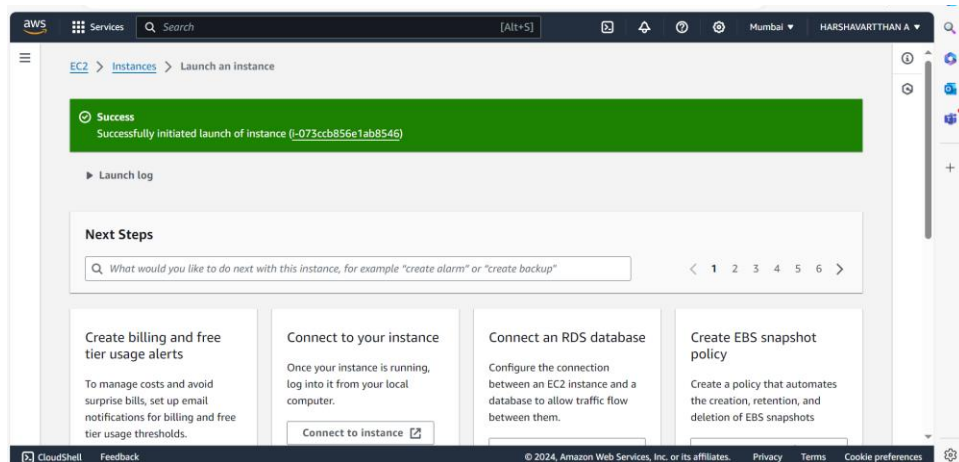 aws Services Search [Alt+S] Mumbai ▼ HARSHAVARTTHAN A ▼
EC2 > Instances > Launch an instance
Success
Successfully initiated launch of instance (i-073ccb856e1ab8546)
▶ Launch log
Next Steps
What would you like to do next with this instance, for example "create alarm" or "create backup"
< 1 2 3 4 5 6 >
Create billing and free
tier usage alerts
To manage costs and avoid
surprise bills, set up email
notifications for billing and free
tier usage thresholds.
Connect to your instance
Once your instance is running,
log into it from your local
computer.
Connect to instance
Connect an RDS database
Configure the connection
between an EC2 instance and a
database to allow traffic flow
between them.
Create EBS snapshot
policy
Create a policy that automates
the creation, retention, and
deletion of EBS snapshots
CloudShell Feedback © 2024, Amazon Web Services, Inc. or its affiliates. Privacy Terms Cookie preferences